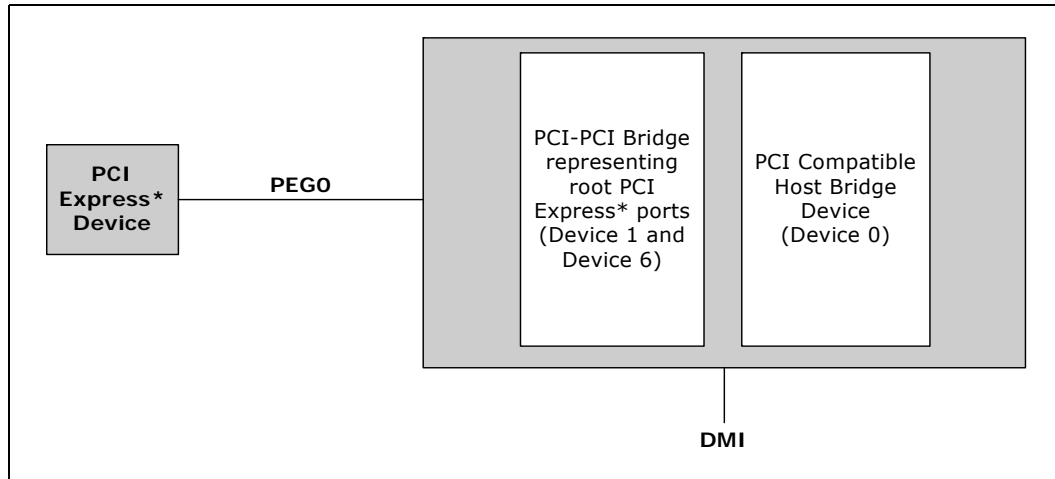 PCI
Express*
Device
PEG0
PCI-PCI Bridge
representing
root PCI
Express* ports
(Device 1 and
Device 6)
PCI Compatible
Host Bridge
Device
(Device 0)
DMI